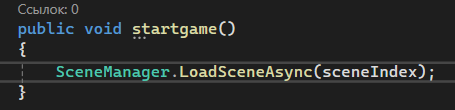 Ссылок: 0
public void startgame()
{
    SceneManager.LoadSceneAsync(sceneIndex);
}